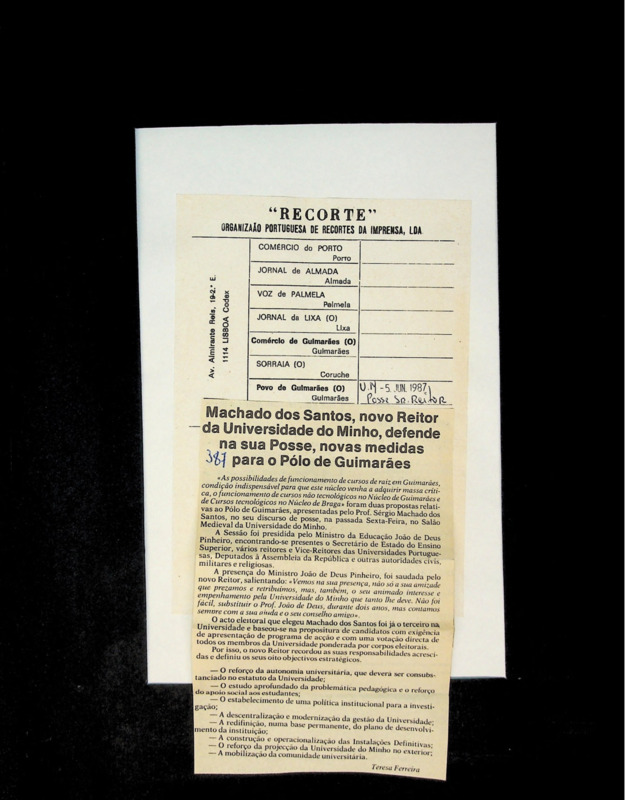 "RECORTE"
ORGANIZAÃO PORTUGUESA DE RECORTES DA IMPRENSA, LDA
Av. Almirante Reis, 19-2.º E.
1114 LISBOA Codex
COMÉRCIO do PORTO
Porto
JORNAL de ALMADA
Almada
VOZ de PALMELA
Palmela
JORNAL da LIXA (O)
Lixa
Comércio de Guimarães (O)
Guimarães
SORRAIA (O)
Coruche
Povo de Guimarães (O)
Guimarães
U.M - 5 JUN. 1987
Posse Sr. Reitor
Machado dos Santos, novo Reitor
da Universidade do Minho, defende
na sua Posse, novas medidas
387 para o Pólo de Guimarães
«As possibilidades de funcionamento de cursos de raiz em Guimarães,
condição indispensável para que este núcleo venha a adquirir massa críti-
ca, o funcionamento de cursos não tecnológicos no Núcleo de Guimarães e
de Cursos tecnológicos no Núcleo de Braga» foram duas propostas relati-
vas ao Pólo de Guimarães, apresentadas pelo Prof. Sérgio Machado dos
Santos, no seu discurso de posse, na passada Sexta-Feira, no Salão
Medieval da Universidade do Minho.
A Sessão foi presidida pelo Ministro da Educação João de Deus
Pinheiro, encontrando-se presentes o Secretário de Estado do Ensino
Superior, vários reitores e Vice-Reitores das Universidades Portugue-
sas, Deputados à Assembleia da República e outras autoridades civis,
militares e religiosas.
A presença do Ministro João de Deus Pinheiro, foi saudada pelo
novo Reitor, salientando: «Vemos na sua presença, não só a sua amizade
que prezamos e retribuimos, mas, também, o seu animado interesse e
empenhamento pela Universidade do Minho que tanto lhe deve. Não foi
fácil, substituir o Prof. João de Deus, durante dois anos, mas contamos
sempre com a sua ajuda e o seu conselho amigo».
O acto eleitoral que elegeu Machado dos Santos foi já o terceiro na
Universidade e baseou-se na propositura de candidatos com exigência
de apresentação de programa de acção e com uma votação directa de
todos os membros da Universidade ponderada por corpos eleitorais.
Por isso, o novo Reitor recordou as suas responsabilidades acresci-
das e definiu os seus oito objectivos estratégicos.
— O reforço da autonomia universitária, que devera ser consubs-
tanciado no estatuto da Universidade;
— O estudo aprofundado da problemática pedagógica e o reforço
do apoio social aos estudantes;
— O estabelecimento de uma política institucional para a investi-
gação;
— A descentralização e modernização da gestão da Universidade;
— A redifinição, numa base permanente, do plano de desenvolvi-
mento da instituição;
— A construção e operacionalização das Instalações Definitivas;
— O reforço da projecção da Universidade do Minho no exterior;
— A mobilização da comunidade universitária.
Teresa Ferreira